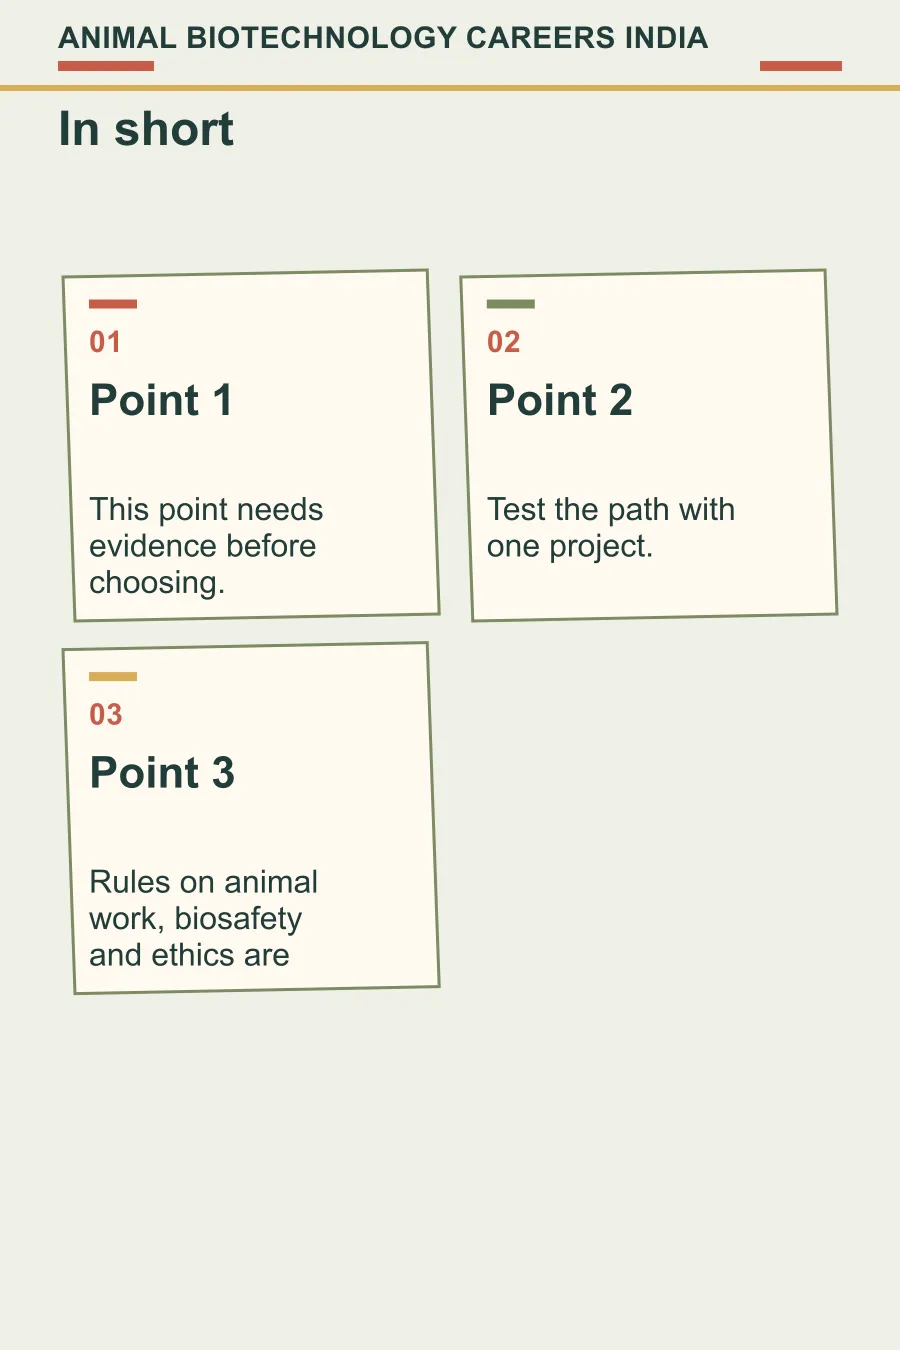 ANIMAL BIOTECHNOLOGY CAREERS INDIA
In short
01
Point 1
This point needs
evidence before
choosing.
02
Point 2
Test the path with
one project.
03
Point 3
Rules on animal
work, biosafety
and ethics are